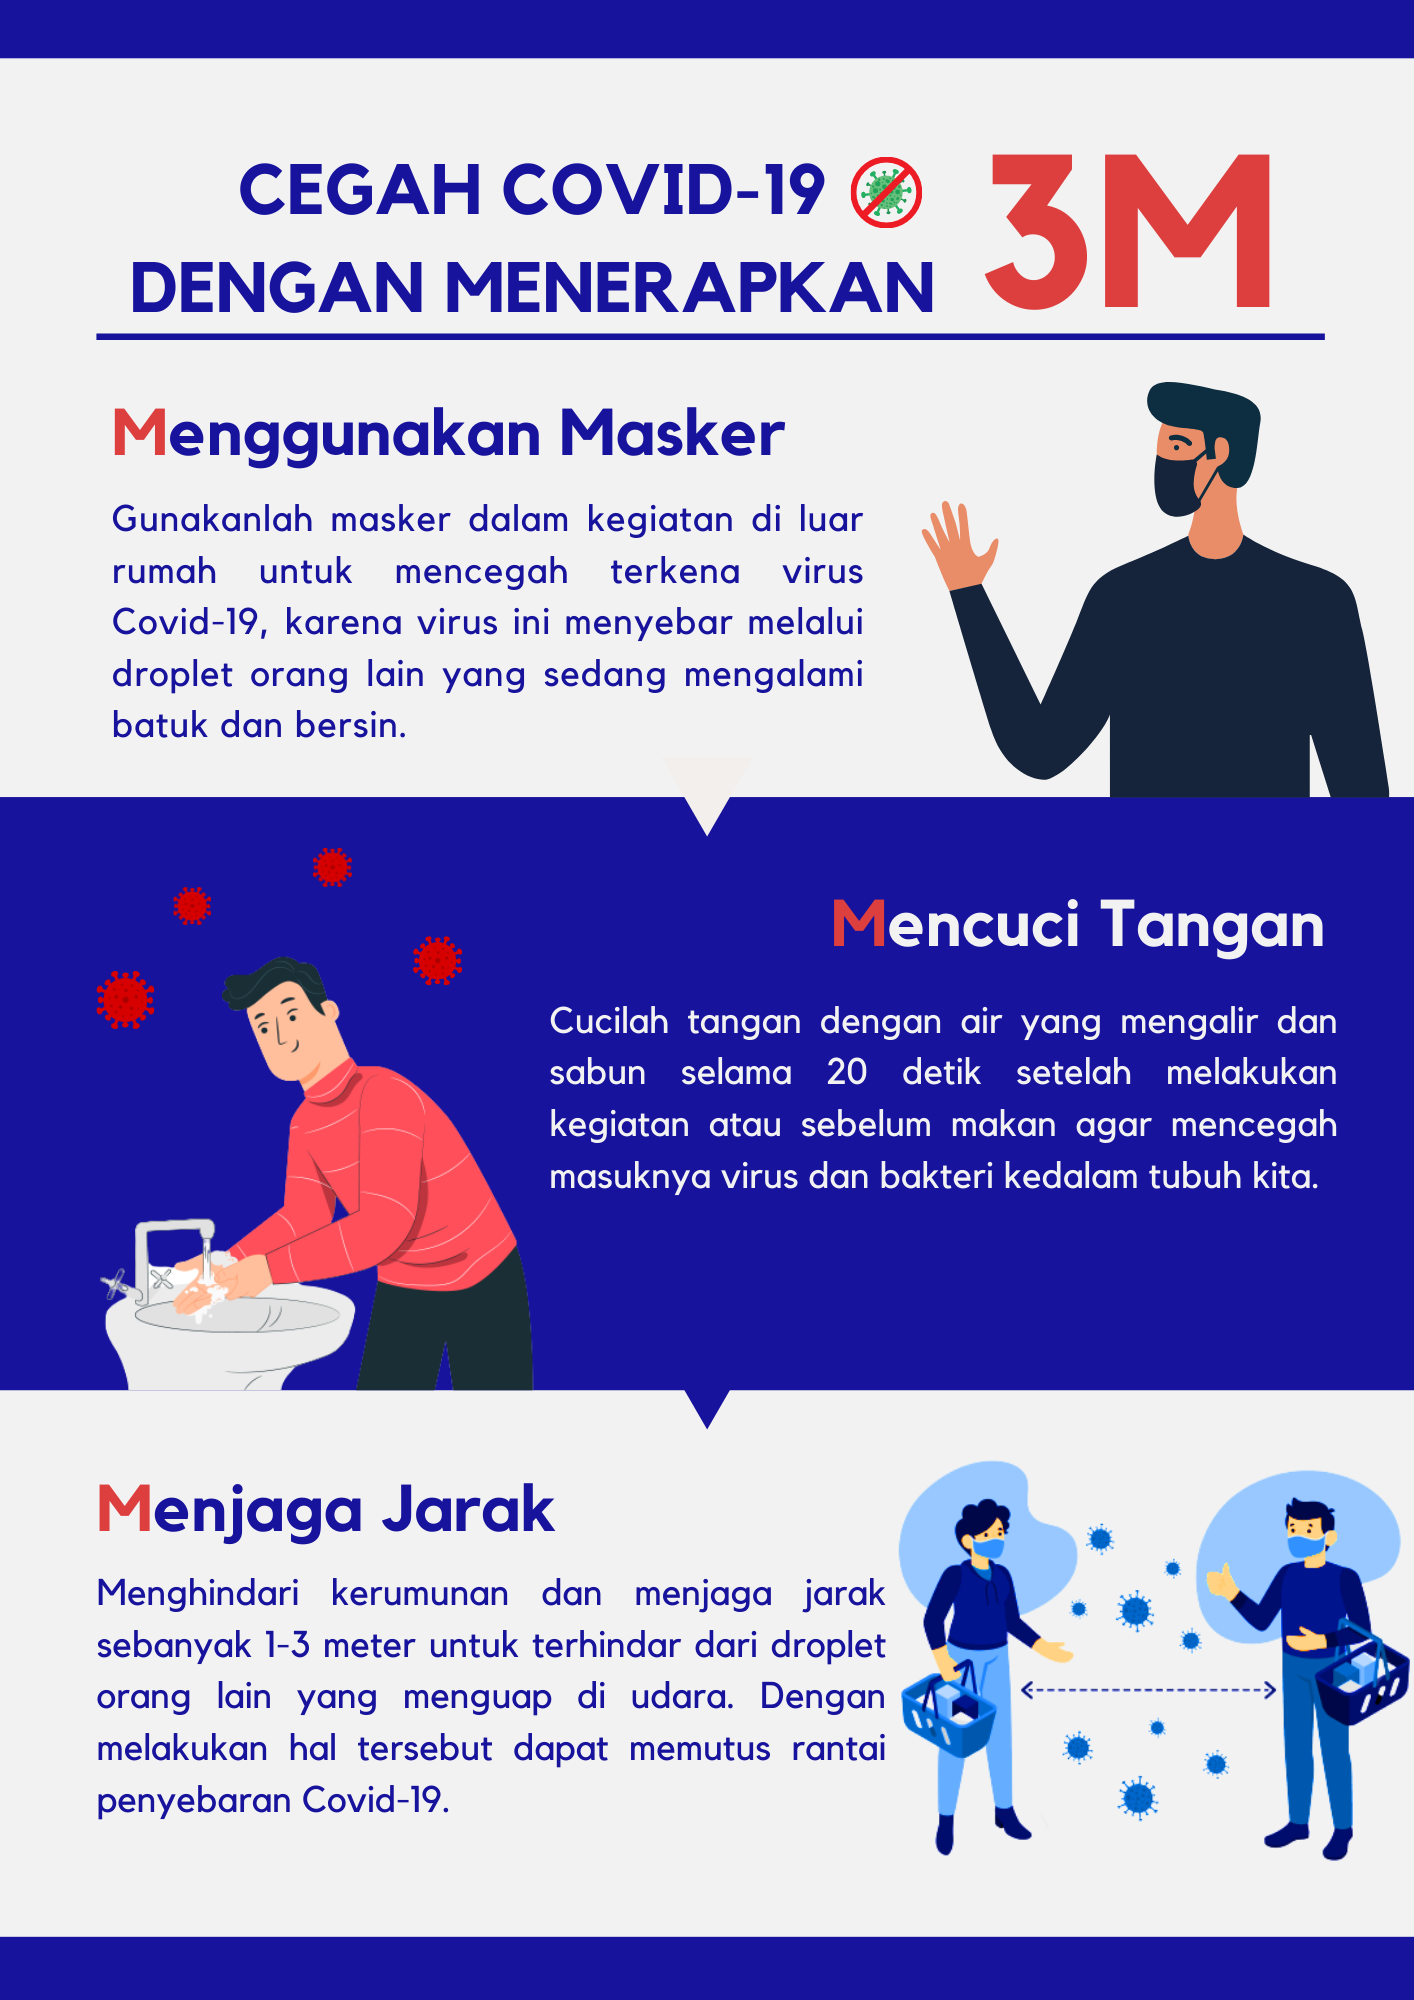 CEGAH COVID-19
DENGAN MENERAPKAN 3M
Menggunakan Masker
Gunakanlah masker dalam kegiatan di luar
rumah untuk mencegah terkena virus
Covid-19, karena virus ini menyebar melalui
droplet orang lain yang sedang mengalami
batuk dan bersin.
Mencuci Tangan
Cucilah tangan dengan air yang mengalir dan
sabun selama 20 detik setelah melakukan
kegiatan atau sebelum makan agar mencegah
masuknya virus dan bakteri kedalam tubuh kita.
Menjaga Jarak
Menghindari kerumunan dan menjaga jarak
sebanyak 1-3 meter untuk terhindar dari droplet
orang lain yang menguap di udara. Dengan
melakukan hal tersebut dapat memutus rantai
penyebaran Covid-19.